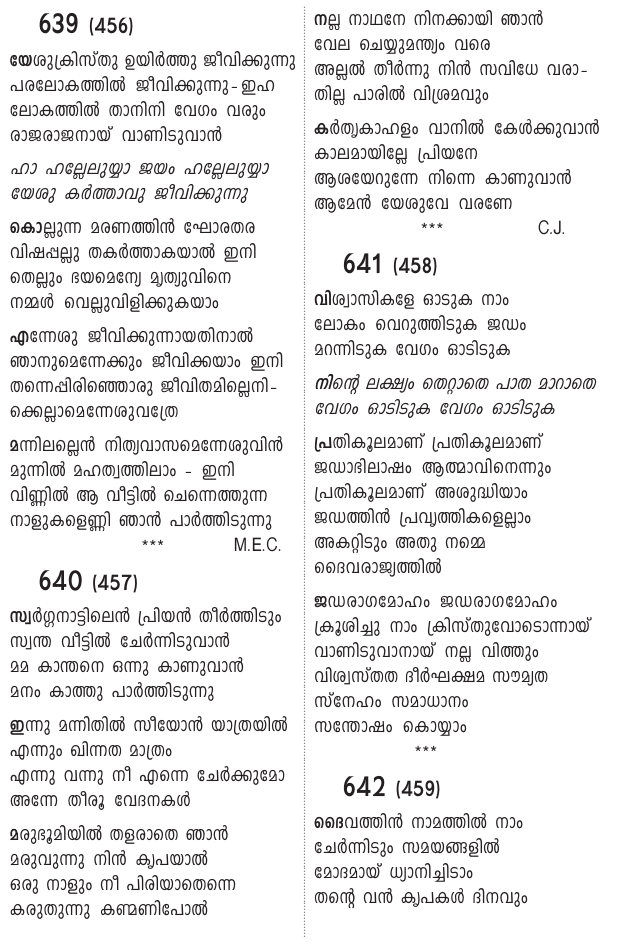 639 (456)
യേശുക്രിസ്തു ഉയിർത്തു ജീവിക്കുന്നു
പരലോകത്തിൽ ജീവിക്കുന്നു - ഇഹ
ലോകത്തിൽ താനിനി വേഗം വരും
രാജരാജനായ് വാണിടുവാൻ
ഹാ ഹല്ലേലുയ്യാ ജയം ഹല്ലേലുയ്യാ
യേശു കർത്താവു ജീവിക്കുന്നു
കൊല്ലുന്ന മരണത്തിൻ ഘോരതര
വിഷപ്പല്ലു തകർത്താകയാൽ ഇനി
തെല്ലും ഭയമെന്യേ മൃത്യുവിനെ
നമ്മൾ വെല്ലുവിളിക്കുകയാം
എന്നേശു ജീവിക്കുന്നായതിനാൽ
ഞാനുമെന്നേക്കും ജീവിക്കയാം ഇനി
തന്നെപ്പിരിഞ്ഞൊരു ജീവിതമില്ലെനി-
ക്കെല്ലാമെന്നേശുവത്രേ
മന്നിലല്ലെൻ നിത്യവാസമെന്നേശുവിൻ
മുന്നിൽ മഹത്വത്തിലാം - ഇനി
വിണ്ണിൽ ആ വീട്ടിൽ ചെന്നെത്തുന്ന
നാളുകളെണ്ണി ഞാൻ പാർത്തിടുന്നു
*** M.E.C.
640 (457)
സ്വർഗ്ഗനാട്ടിലെൻ പ്രിയൻ തീർത്തിടും
സ്വന്ത വീട്ടിൽ ചേർന്നിടുവാൻ
മമ കാന്തനെ ഒന്നു കാണുവാൻ
മനം കാത്തു പാർത്തിടുന്നു
ഇന്നു മന്നിതിൽ സീയോൻ യാത്രയിൽ
എന്നും ഖിന്നത മാത്രം
എന്നു വന്നു നീ എന്നെ ചേർക്കുമോ
അന്നേ തീരൂ വേദനകൾ
മരുഭൂമിയിൽ തളരാതെ ഞാൻ
മരുവുന്നു നിൻ കൃപയാൽ
ഒരു നാളും നീ പിരിയാതെന്നെ
കരുതുന്നു കണ്മണിപോൽ
നല്ല നാഥനേ നിനക്കായി ഞാൻ
വേല ചെയ്യുമന്ത്യം വരെ
അല്ലൽ തീർന്നു നിൻ സവിധേ വരാ-
തില്ല പാരിൽ വിശ്രമവും
കർതൃകാഹളം വാനിൽ കേൾക്കുവാൻ
കാലമായില്ലേ പ്രിയനേ
ആശയേറുന്നേ നിന്നെ കാണുവാൻ
ആമേൻ യേശുവേ വരണേ
*** C.J.
641 (458)
വിശ്വാസികളേ ഓടുക നാം
ലോകം വെറുത്തിടുക ജഡം
മറന്നിടുക വേഗം ഓടിടുക
നിന്റെ ലക്ഷ്യം തെറ്റാതെ പാത മാറാതെ
വേഗം ഓടിടുക വേഗം ഓടിടുക
പ്രതികൂലമാണ് പ്രതികൂലമാണ്
ജഡാഭിലാഷം ആത്മാവിനെന്നും
പ്രതികൂലമാണ് അശുദ്ധിയാം
ജഡത്തിൻ പ്രവൃത്തികളെല്ലാം
അകറ്റിടും അതു നമ്മെ
ദൈവരാജ്യത്തിൽ
ജഡരാഗമോഹം ജഡരാഗമോഹം
ക്രൂശിച്ചു നാം ക്രിസ്തുവോടൊന്നായ്
വാണിടുവാനായ് നല്ല വിത്തും
വിശ്വസ്തത ദീർഘക്ഷമ സൗമ്യത
സ്നേഹം സമാധാനം
സന്തോഷം കൊയ്യാം
***
642 (459)
ദൈവത്തിൻ നാമത്തിൽ നാം
ചേർന്നിടും സമയങ്ങളിൽ
മോദമായ് ധ്യാനിച്ചിടാം
തന്റെ വൻ കൃപകൾ ദിനവും